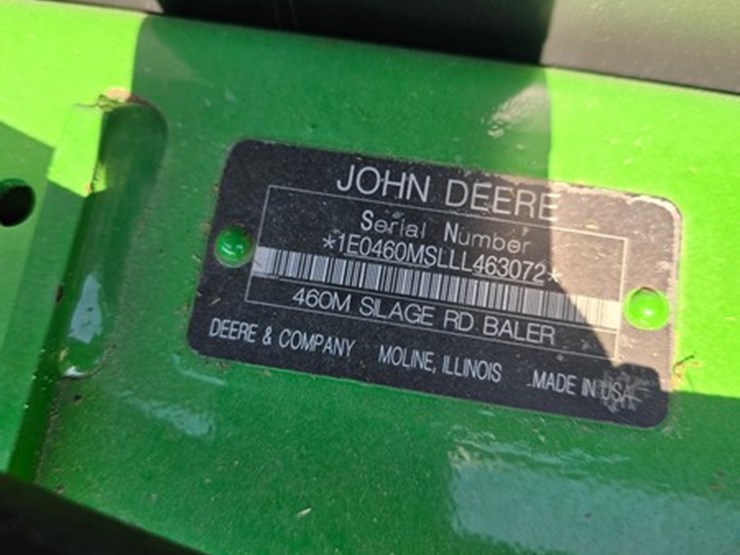 JOHN DEERE
Serial Number
*1E0460MSLLL463072*
460M SILAGE RD BALER
DEERE & COMPANY MOLINE, ILLINOIS MADE IN USA